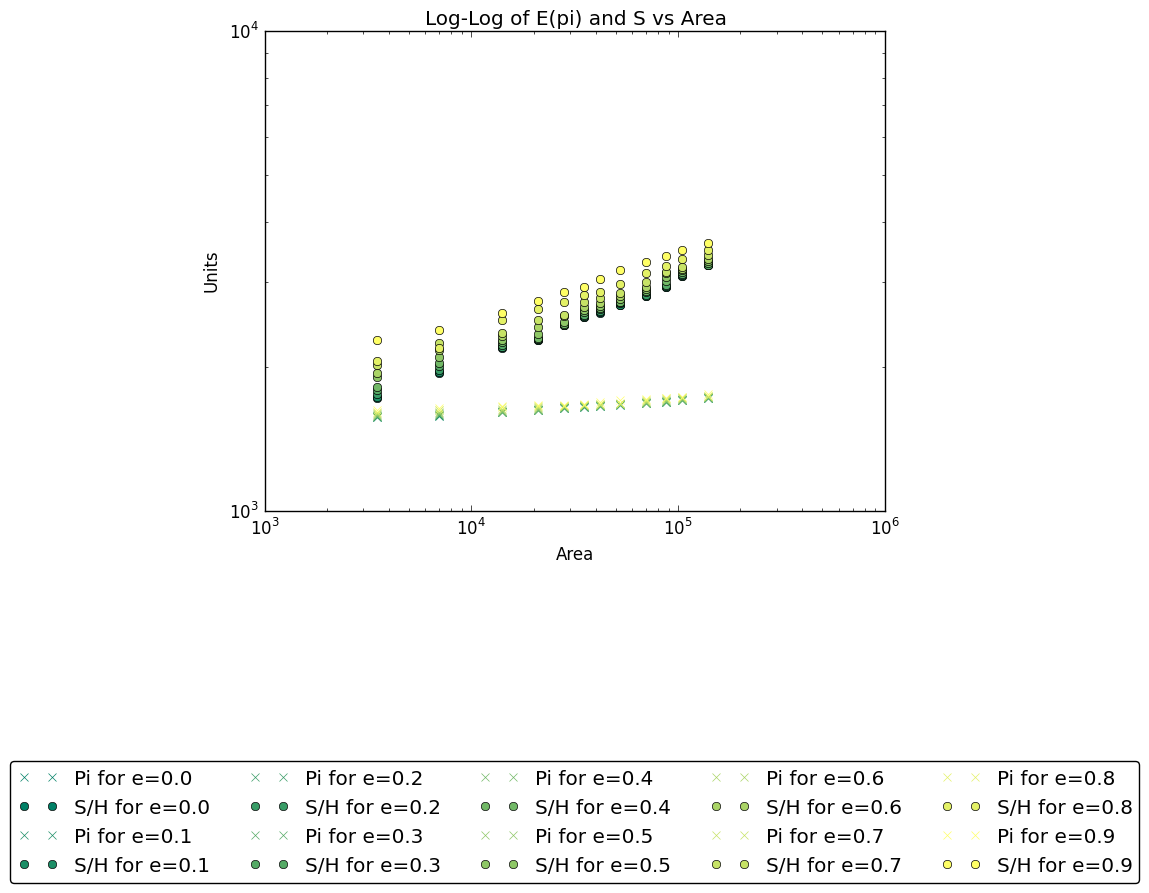 Log-Log of E(pi) and S vs Area
10^4
Units
10^3
10^3 10^4 10^5 10^6
Area
Pi for e=0.0 Pi for e=0.2 Pi for e=0.4 Pi for e=0.6 Pi for e=0.8
S/H for e=0.0 S/H for e=0.2 S/H for e=0.4 S/H for e=0.6 S/H for e=0.8
Pi for e=0.1 Pi for e=0.3 Pi for e=0.5 Pi for e=0.7 Pi for e=0.9
S/H for e=0.1 S/H for e=0.3 S/H for e=0.5 S/H for e=0.7 S/H for e=0.9